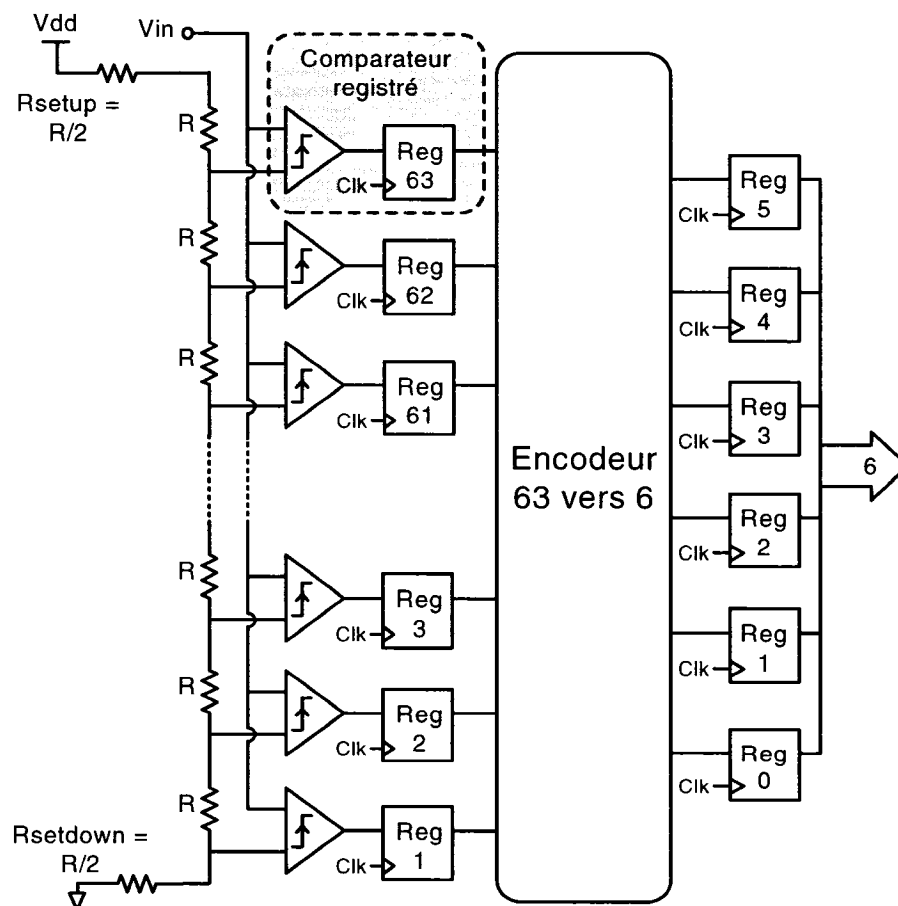 Vdd
Vin
Comparateur
registré
Rsetup =
R/2
R
Reg
63
Clk
R
Reg
62
Clk
R
Reg
61
Clk
R
Reg
3
Clk
R
Reg
2
Clk
R
Reg
1
Clk
Rsetdown =
R/2
Encodeur
63 vers 6
Reg
5
Clk
Reg
4
Clk
Reg
3
Clk
Reg
2
Clk
Reg
1
Clk
Reg
0
Clk
6